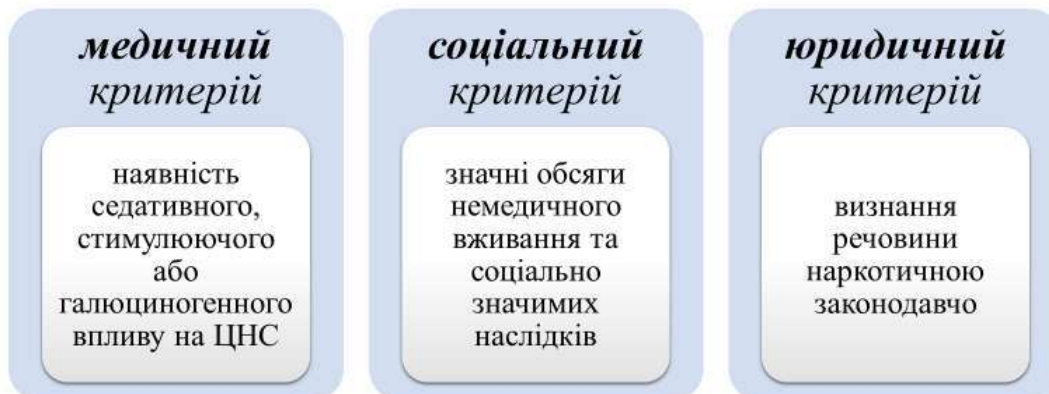 медичний
критерій
наявність
седативного,
стимулюючого
або
галюциногенного
впливу на ЦНС
соціальний
критерій
значні обсяги
немедичного
вживання та
соціально
значимих
наслідків
юридичний
критерій
визнання
речовини
наркотичною
законодавчо